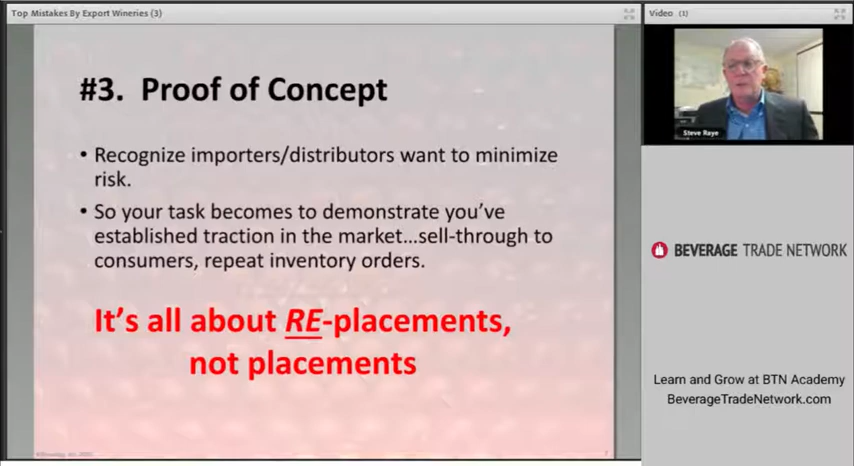 Top Mistakes By Export Wineries (3)
Video (1)
#3. Proof of Concept
• Recognize importers/distributors want to minimize
risk.
• So your task becomes to demonstrate you've
established traction in the market...sell-through to
consumers, repeat inventory orders.
It's all about RE-placements,
not placements
7
Steve Raye
BEVERAGE TRADE NETWORK
Learn and Grow at BTN Academy
BeverageTradeNetwork.com